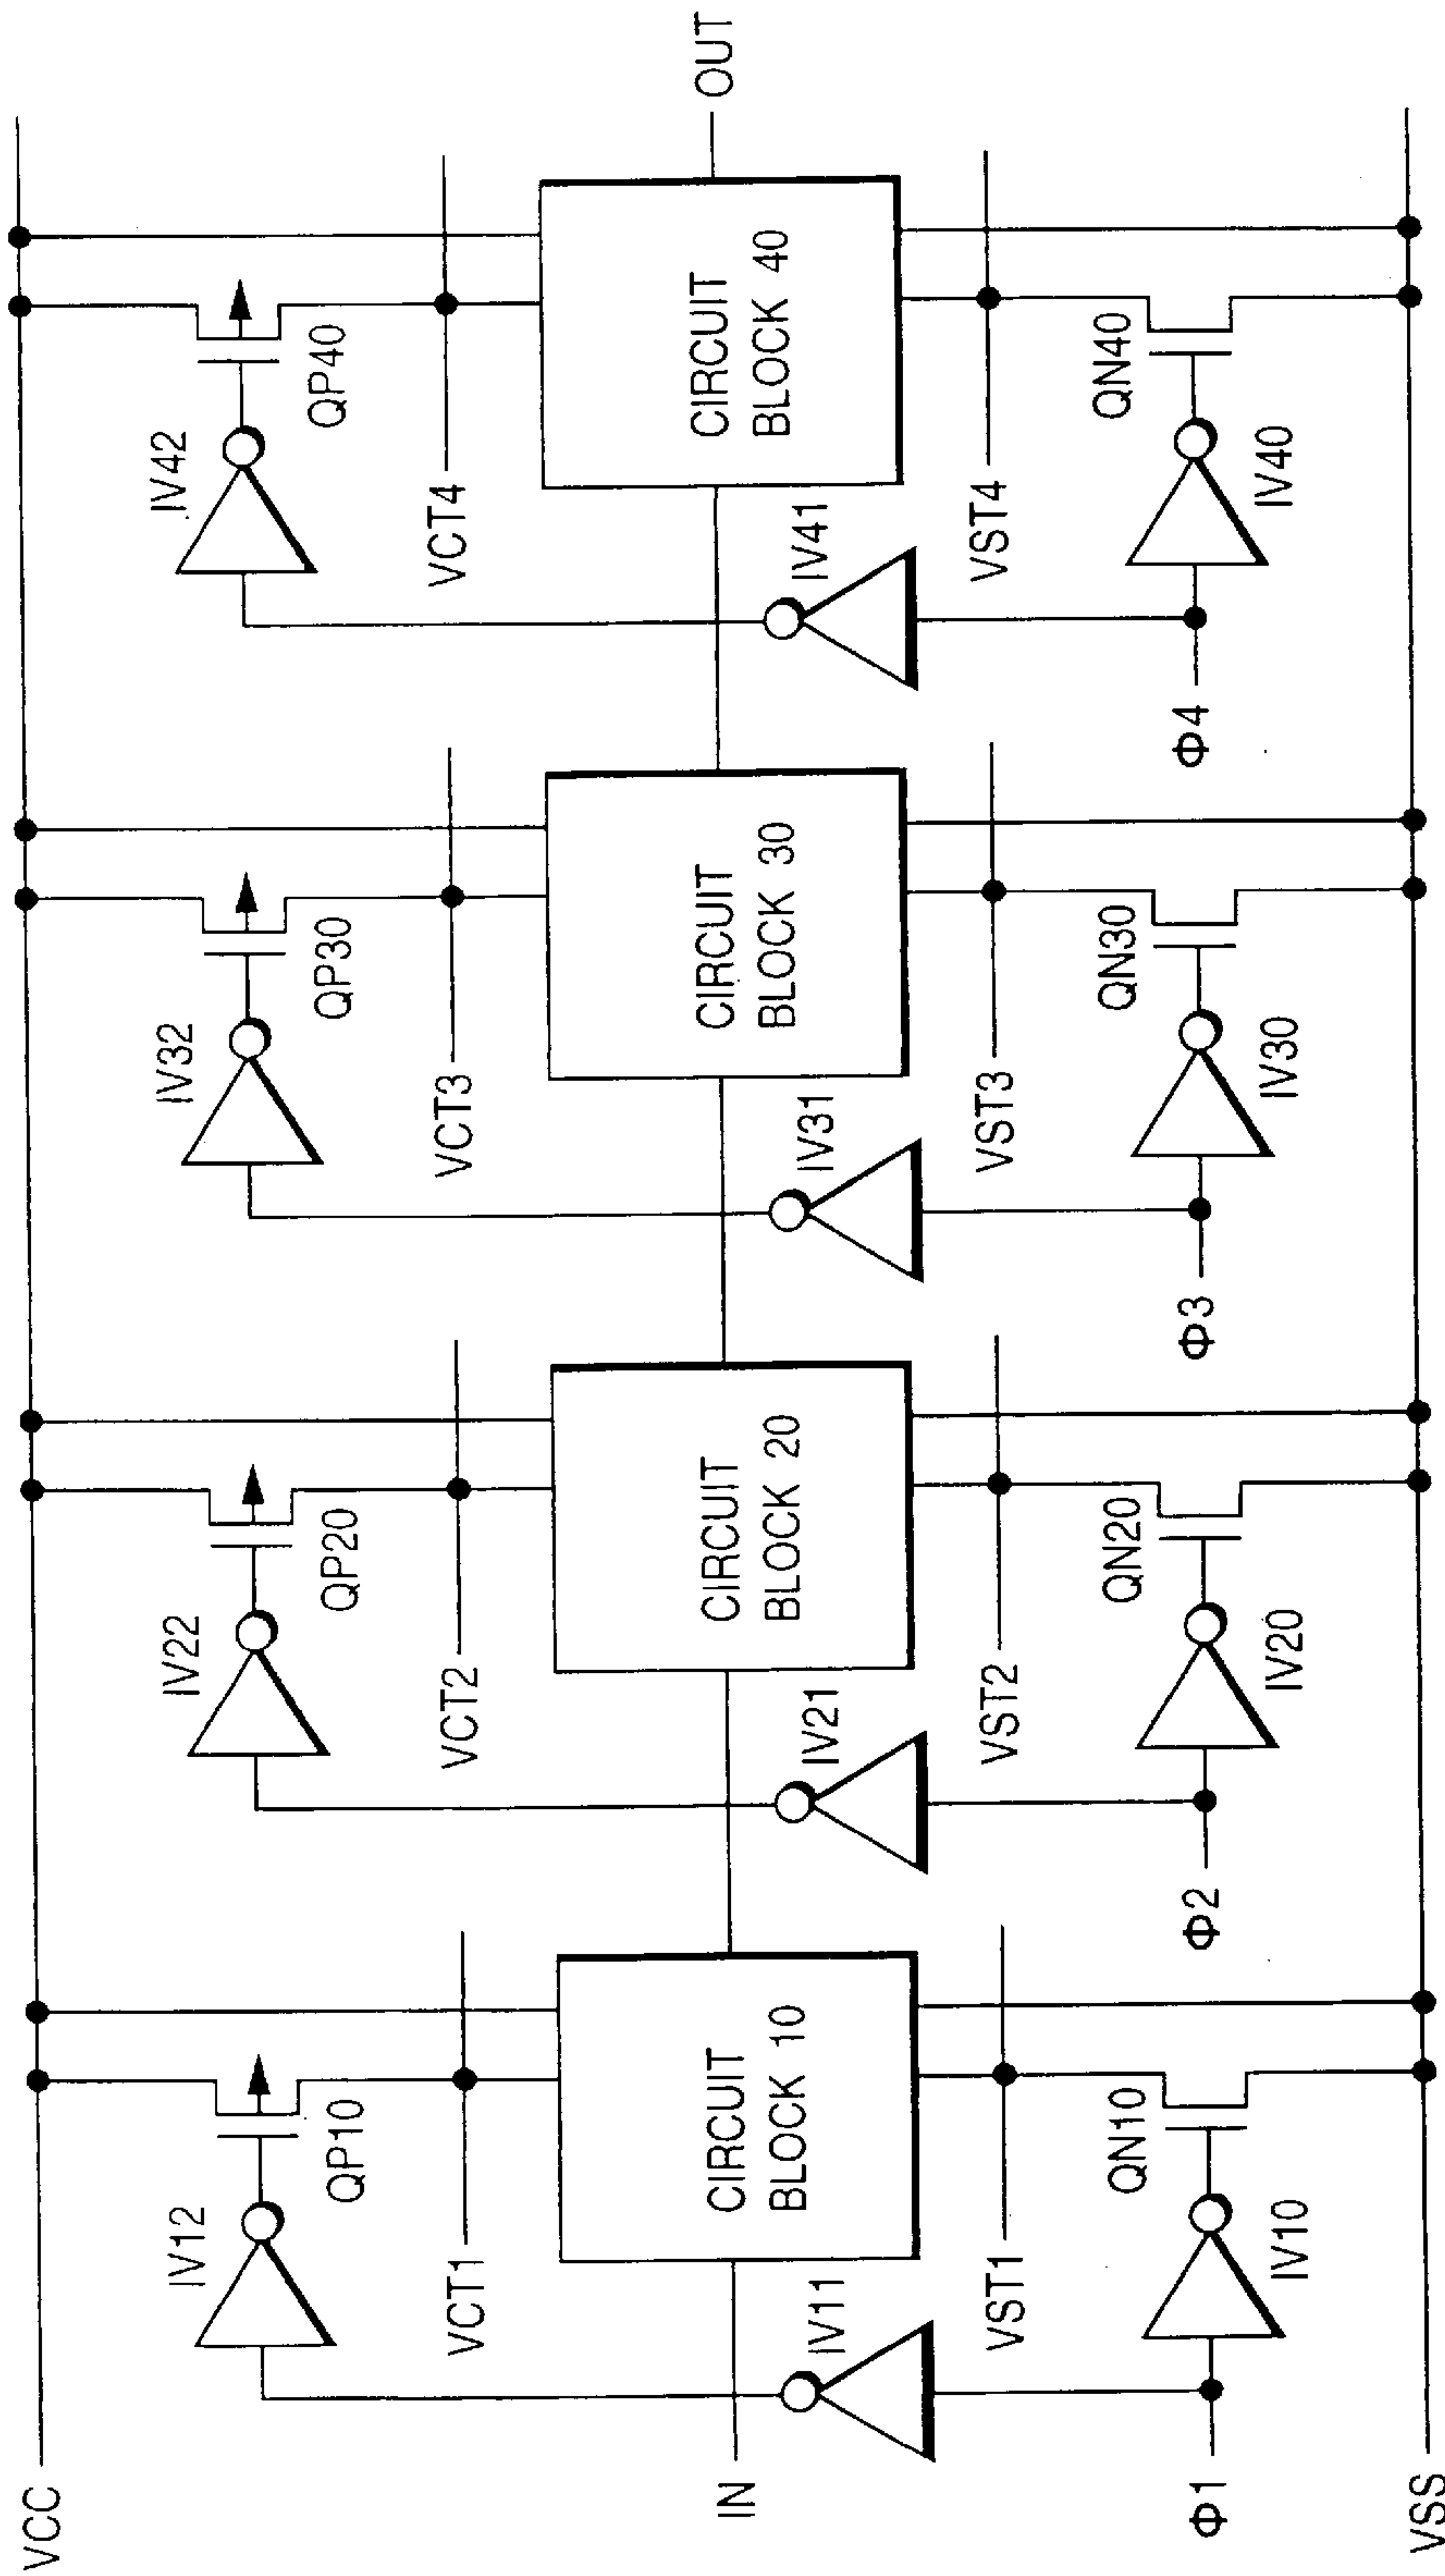 VCC
IV12
QP10
IV22
QP20
IV32
QP30
IV42
QP40
VCT1
VCT2
VCT3
VCT4
IN
CIRCUIT
BLOCK 10
CIRCUIT
BLOCK 20
CIRCUIT
BLOCK 30
CIRCUIT
BLOCK 40
OUT
IV11
IV21
IV31
IV41
VST1
VST2
VST3
VST4
QN10
QN20
QN30
QN40
Φ1
IV10
Φ2
IV20
Φ3
IV30
Φ4
IV40
VSS